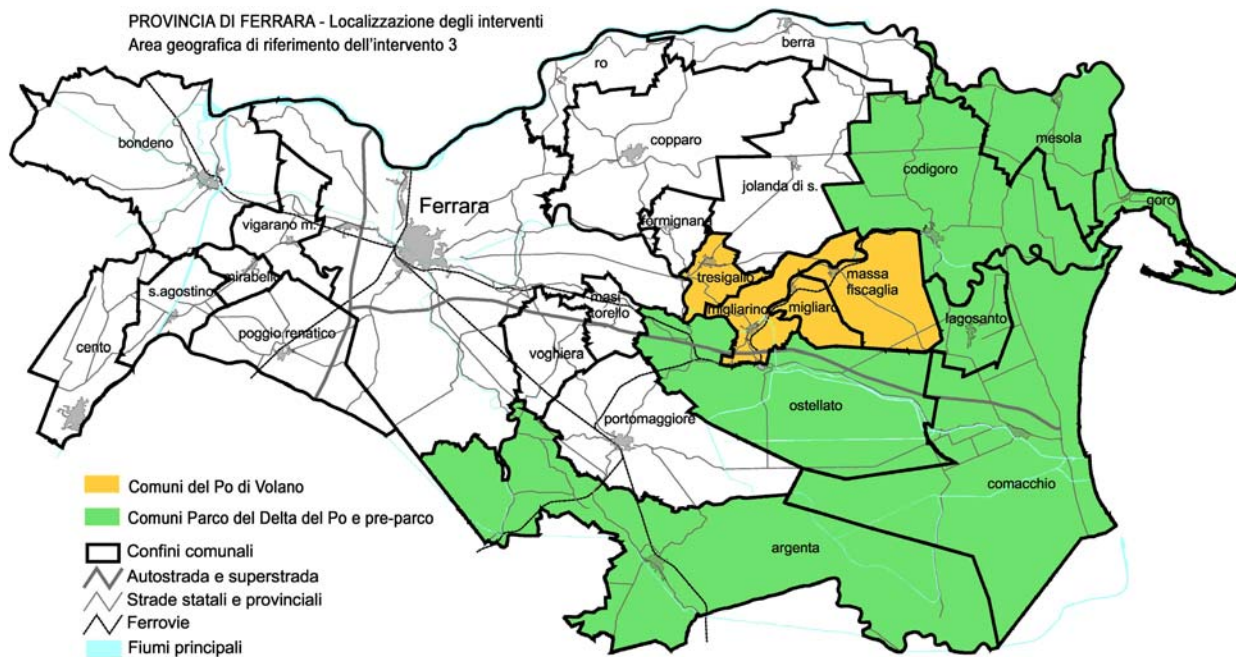 PROVINCIA DI FERRARA - Localizzazione degli interventi
Area geografica di riferimento dell'intervento 3
berra
ro
bondeno
copparo
mesola
codigoro
jolanda di s.
goro
Ferrara
formignana
vigarano m.
tresigallo
massa
fiscaglia
mirabello
s.agostino
masi
torello
migliarino
migliaro
lagosanto
cento
poggio renatico
voghiera
ostellato
portomaggiore
comacchio
argenta
Comuni del Po di Volano
Comuni Parco del Delta del Po e pre-parco
Confini comunali
Autostrada e superstrada
Strade statali e provinciali
Ferrovie
Fiumi principali